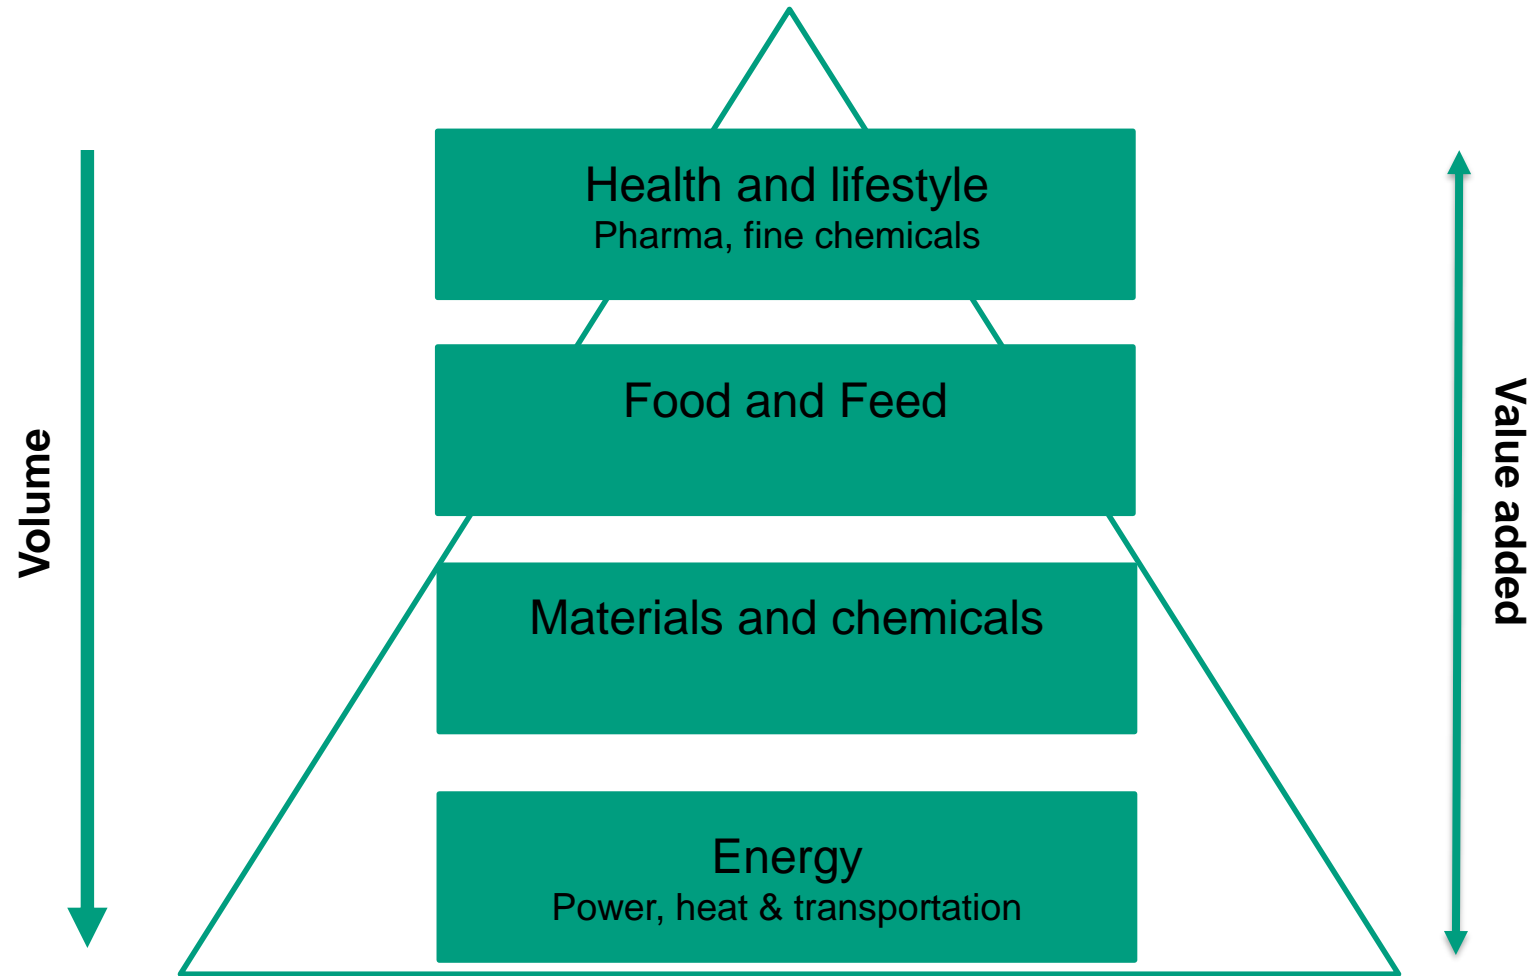 Health and lifestyle
Pharma, fine chemicals
Food and Feed
Materials and chemicals
Energy
Power, heat & transportation
Volume
Value added